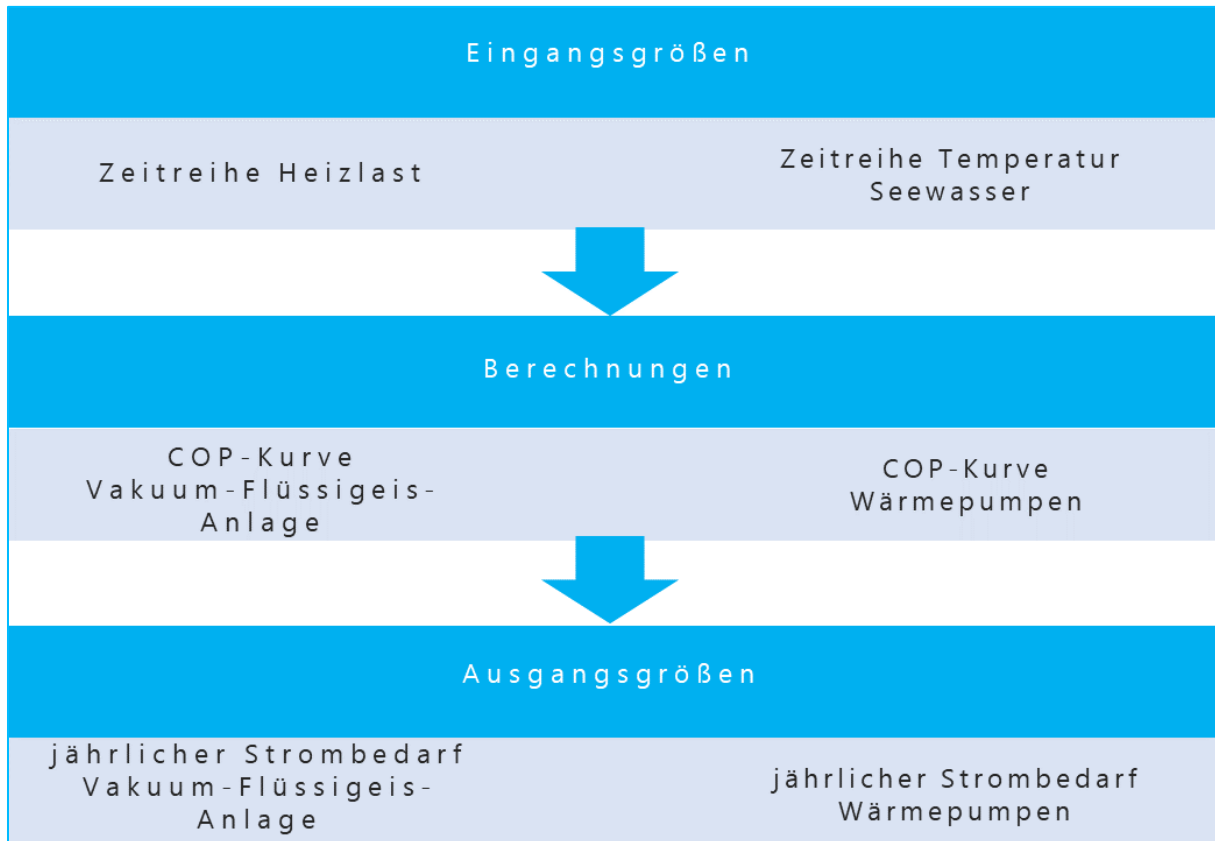 Eingangsgrößen
Zeitreihe Heizlast
Zeitreihe Temperatur
Seewasser
Berechnungen
COP-Kurve
Vakuum-Flüssigeis-
Anlage
COP-Kurve
Wärmepumpen
Ausgangsgrößen
jährlicher Strombedarf
Vakuum-Flüssigeis-
Anlage
jährlicher Strombedarf
Wärmepumpen